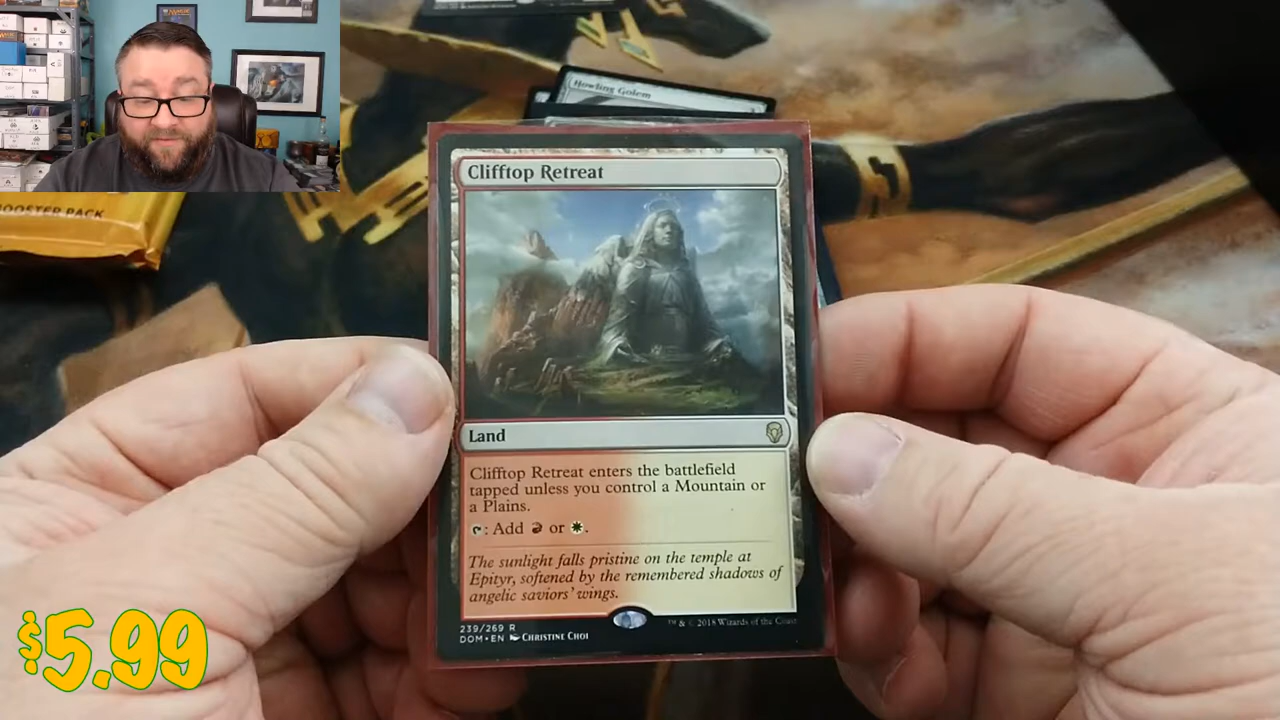 Howling Golem
BOOSTER PACK
Clifftop Retreat
Land
Clifftop Retreat enters the battlefield
tapped unless you control a Mountain or
a Plains.
: Add or .
The sunlight falls pristine on the temple at
Epityr, softened by the remembered shadows of
angelic saviors' wings.
239/269 R
DOM • EN CHRISTINE CHOI
™ & © 2018 Wizards of the Coast
$5.99